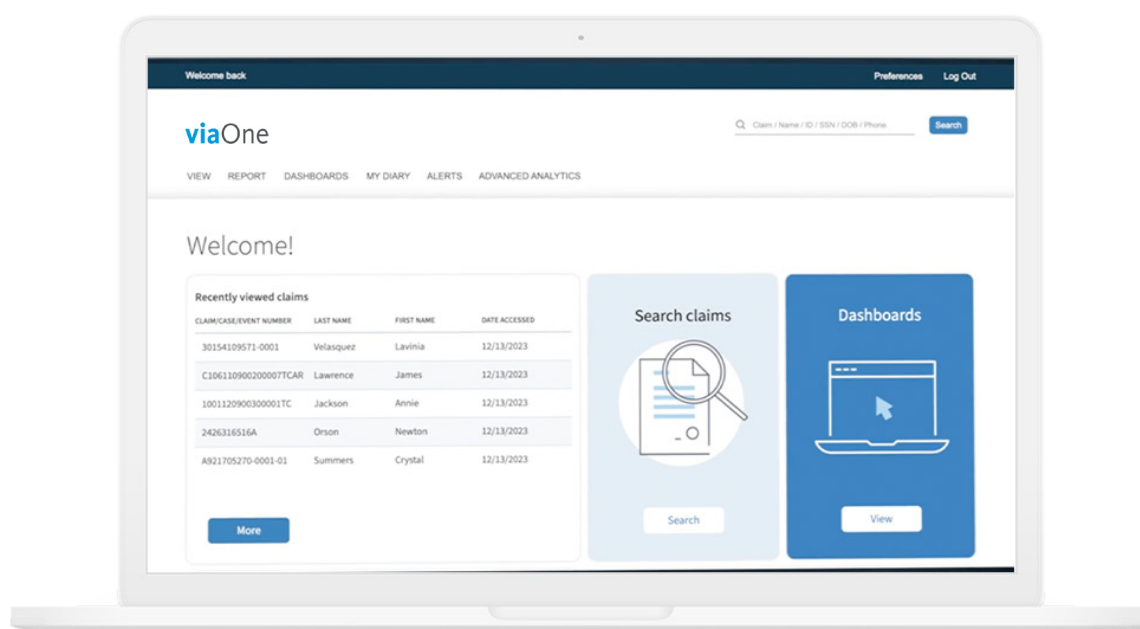 Welcome back Preferences Log Out
viaOne
Claim / Name / ID / SSN / DOB / Phone Search
VIEW REPORT DASHBOARDS MY DIARY ALERTS ADVANCED ANALYTICS
Welcome!
Recently viewed claims
CLAIM/CASE/EVENT NUMBER LAST NAME FIRST NAME DATE ACCESSED
30154109571-0001 Velasquez Lavinia 12/13/2023
C106110900200007TCAR Lawrence James 12/13/2023
1001120900300001TC Jackson Annie 12/13/2023
2426316516A Orson Newton 12/13/2023
A921705270-0001-01 Summers Crystal 12/13/2023
More
Search claims
Search
Dashboards
View